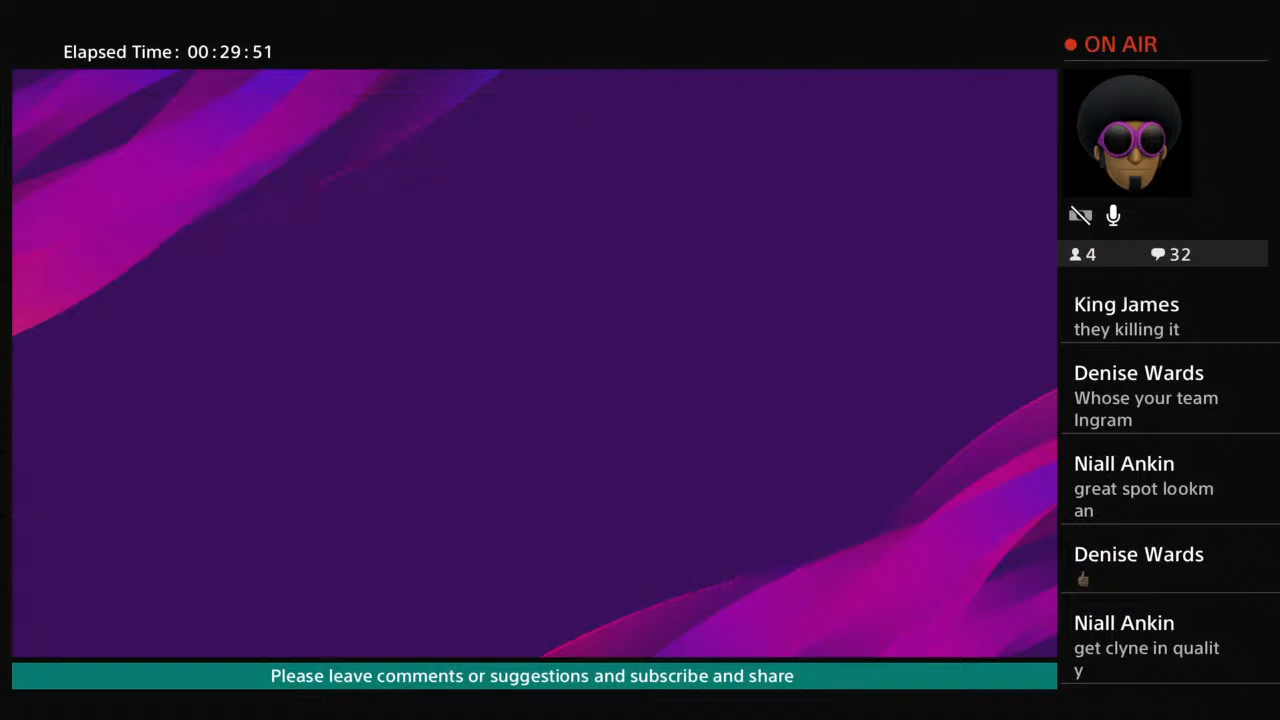 Elapsed Time: 00:29:51
ON AIR
4 32
King James
they killing it
Denise Wards
Whose your team
Ingram
Niall Ankin
great spot lookm
an
Denise Wards
Niall Ankin
get clyne in qualit
y
Please leave comments or suggestions and subscribe and share